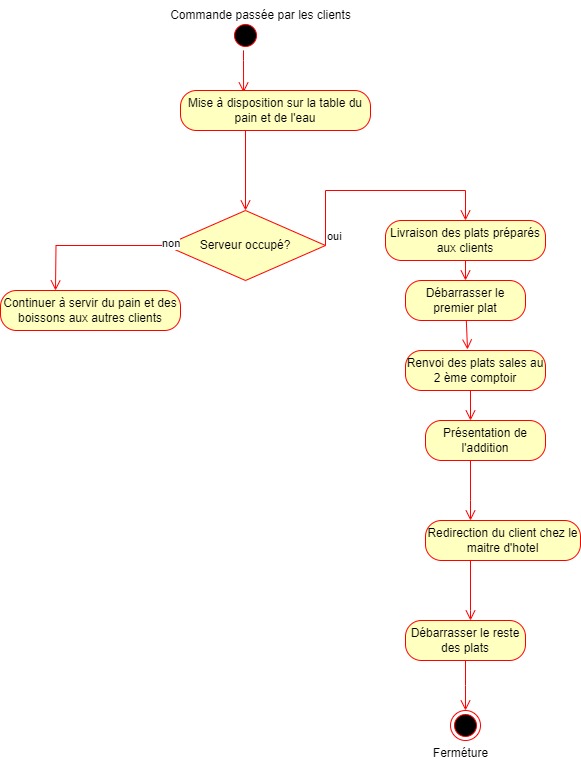 Commande passée par les clients
Mise à disposition sur la table du
pain et de l'eau
Serveur occupé?
non
oui
Continuer à servir du pain et des
boissons aux autres clients
Livraison des plats préparés
aux clients
Débarrasser le
premier plat
Renvoi des plats sales au
2 ème comptoir
Présentation de
l'addition
Redirection du client chez le
maitre d'hotel
Débarrasser le reste
des plats
Ferméture